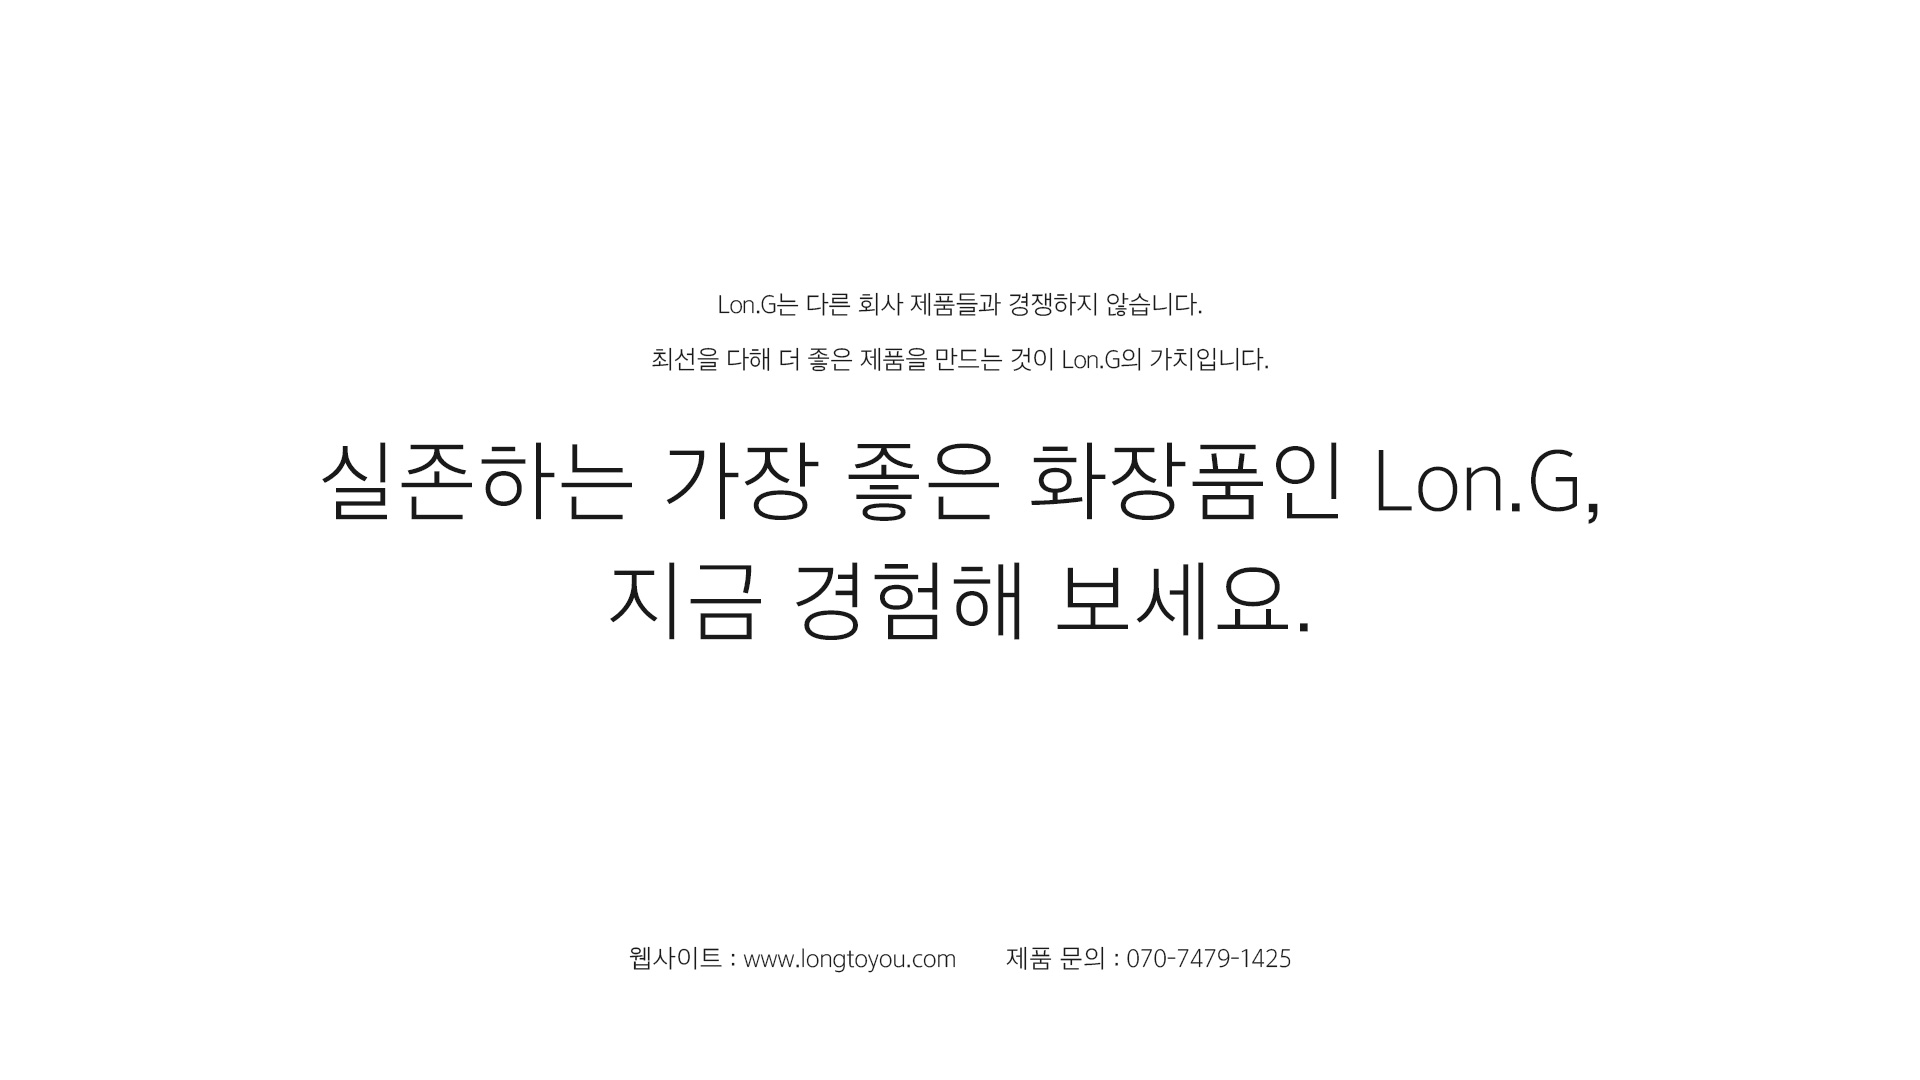 Lon.G는 다른 회사 제품들과 경쟁하지 않습니다.
최선을 다해 더 좋은 제품을 만드는 것이 Lon.G의 가치입니다.
실존하는 가장 좋은 화장품인 Lon.G,
지금 경험해 보세요.
웹사이트 : www.longtoyou.com 제품 문의 : 070-7479-1425